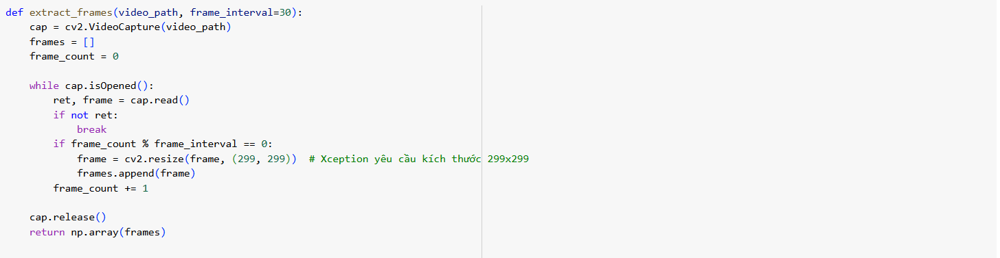 def extract_frames(video_path, frame_interval=30):
    cap = cv2.VideoCapture(video_path)
    frames = []
    frame_count = 0

    while cap.isOpened():
        ret, frame = cap.read()
        if not ret:
            break
        if frame_count % frame_interval == 0:
            frame = cv2.resize(frame, (299, 299))  # Xception yêu cầu kích thước 299x299
            frames.append(frame)
        frame_count += 1

    cap.release()
    return np.array(frames)